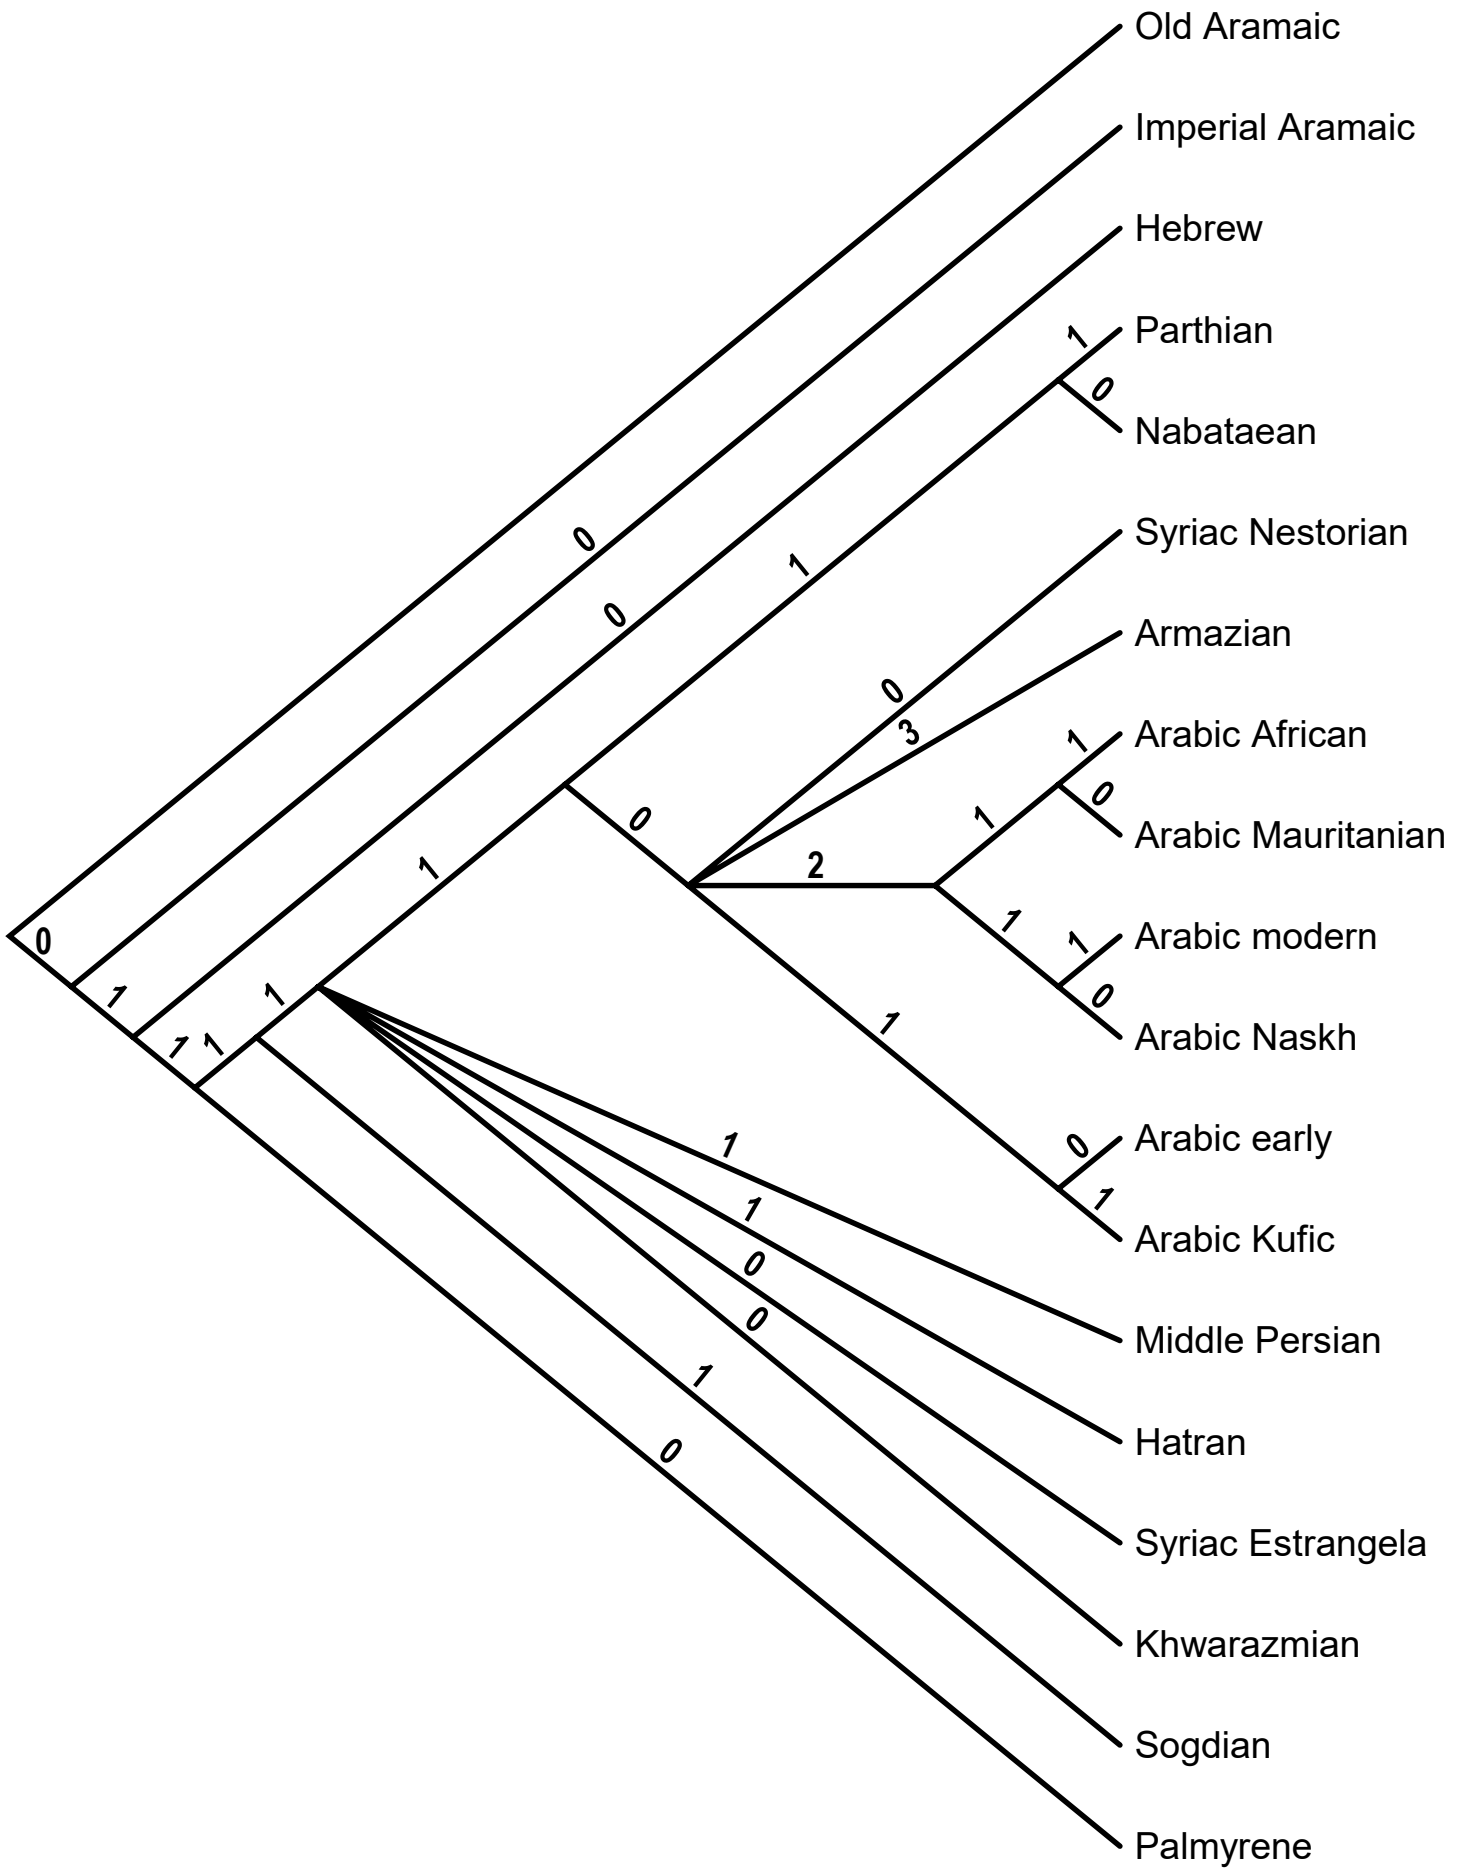 Old Aramaic
Imperial Aramaic
Hebrew
1
Parthian
0
Nabataean
0
Syriac Nestorian
1
0
Armazian
0
3
1
Arabic African
0
Arabic Mauritanian
1
0
2
1
1
1
Arabic modern
0
0
Arabic Naskh
1
1
1
1
1
0
Arabic early
1
1
Arabic Kufic
1
0
Middle Persian
0
1
Hatran
0
Syriac Estrangela
Khwarazmian
Sogdian
Palmyrene